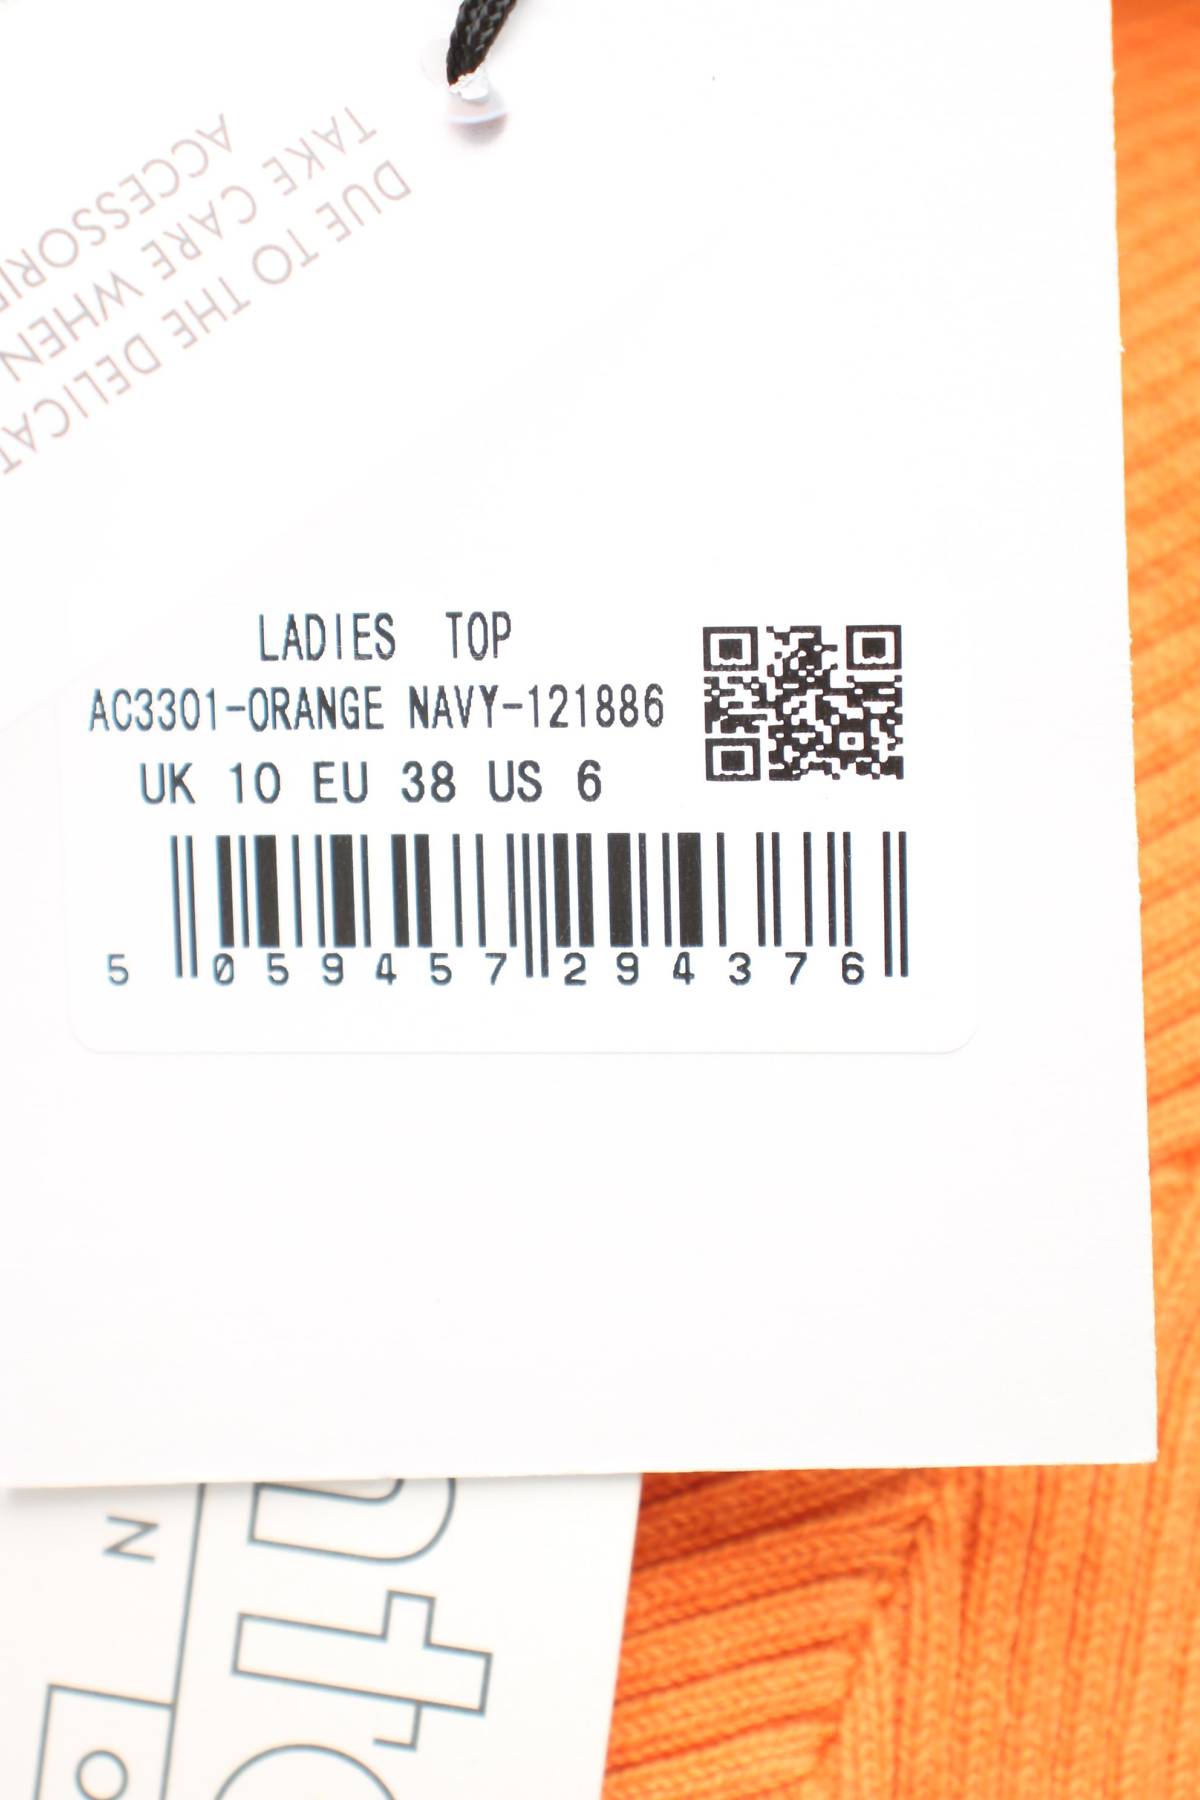 DUE TO THE DELICAT
TAKE CARE WHEN
ACCESSORIE
LADIES TOP
AC3301-ORANGE NAVY-121886
UK 10 EU 38 US 6
5 059457 294376
N